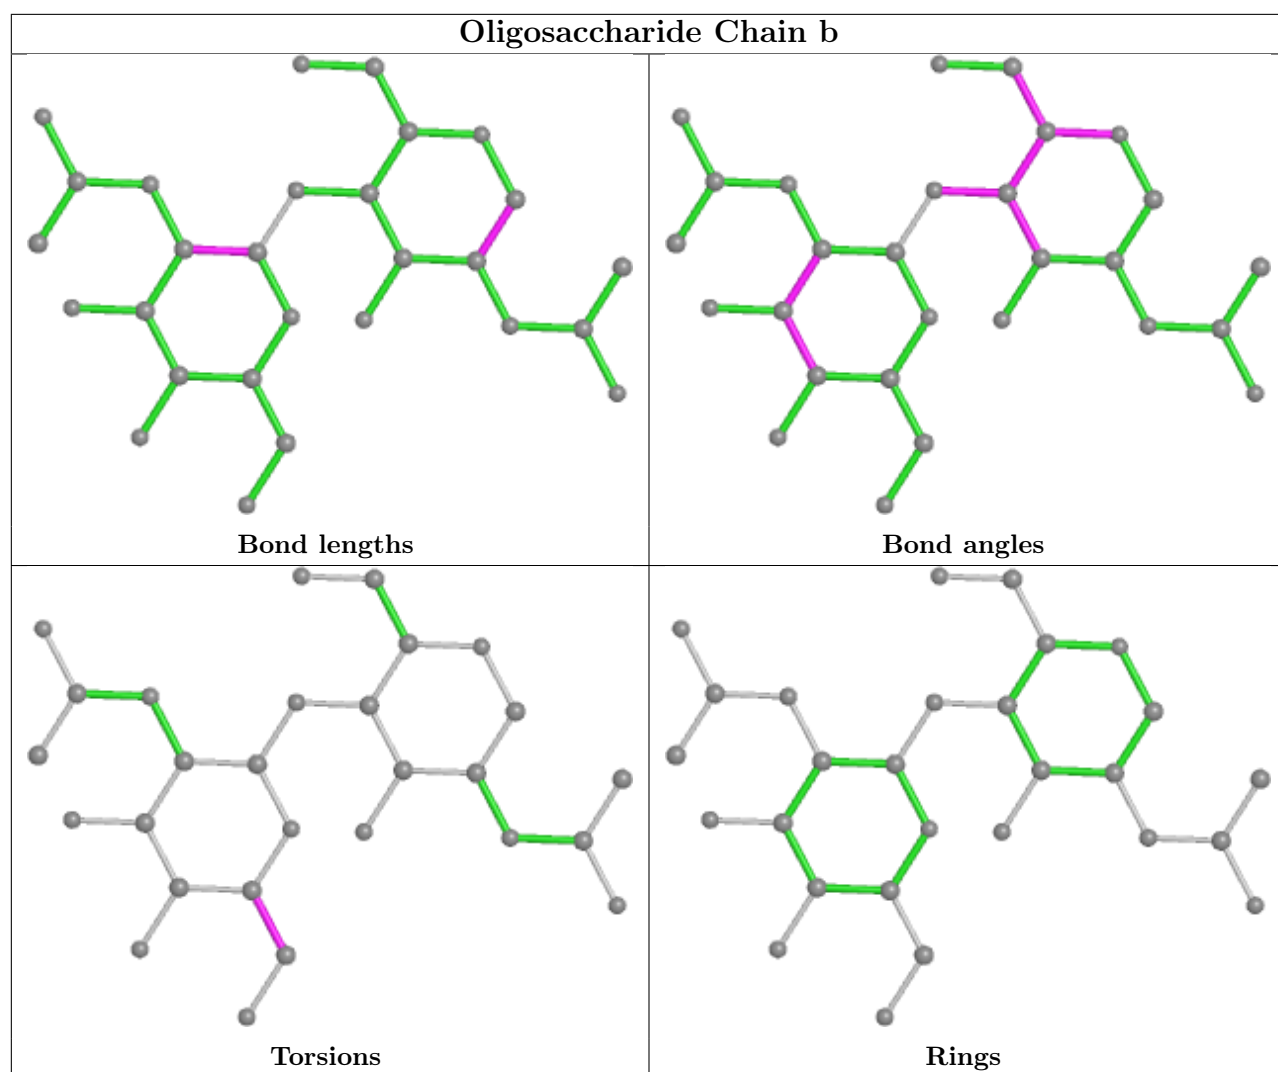 Oligosaccharide Chain b
Bond lengths
Bond angles
Torsions
Rings